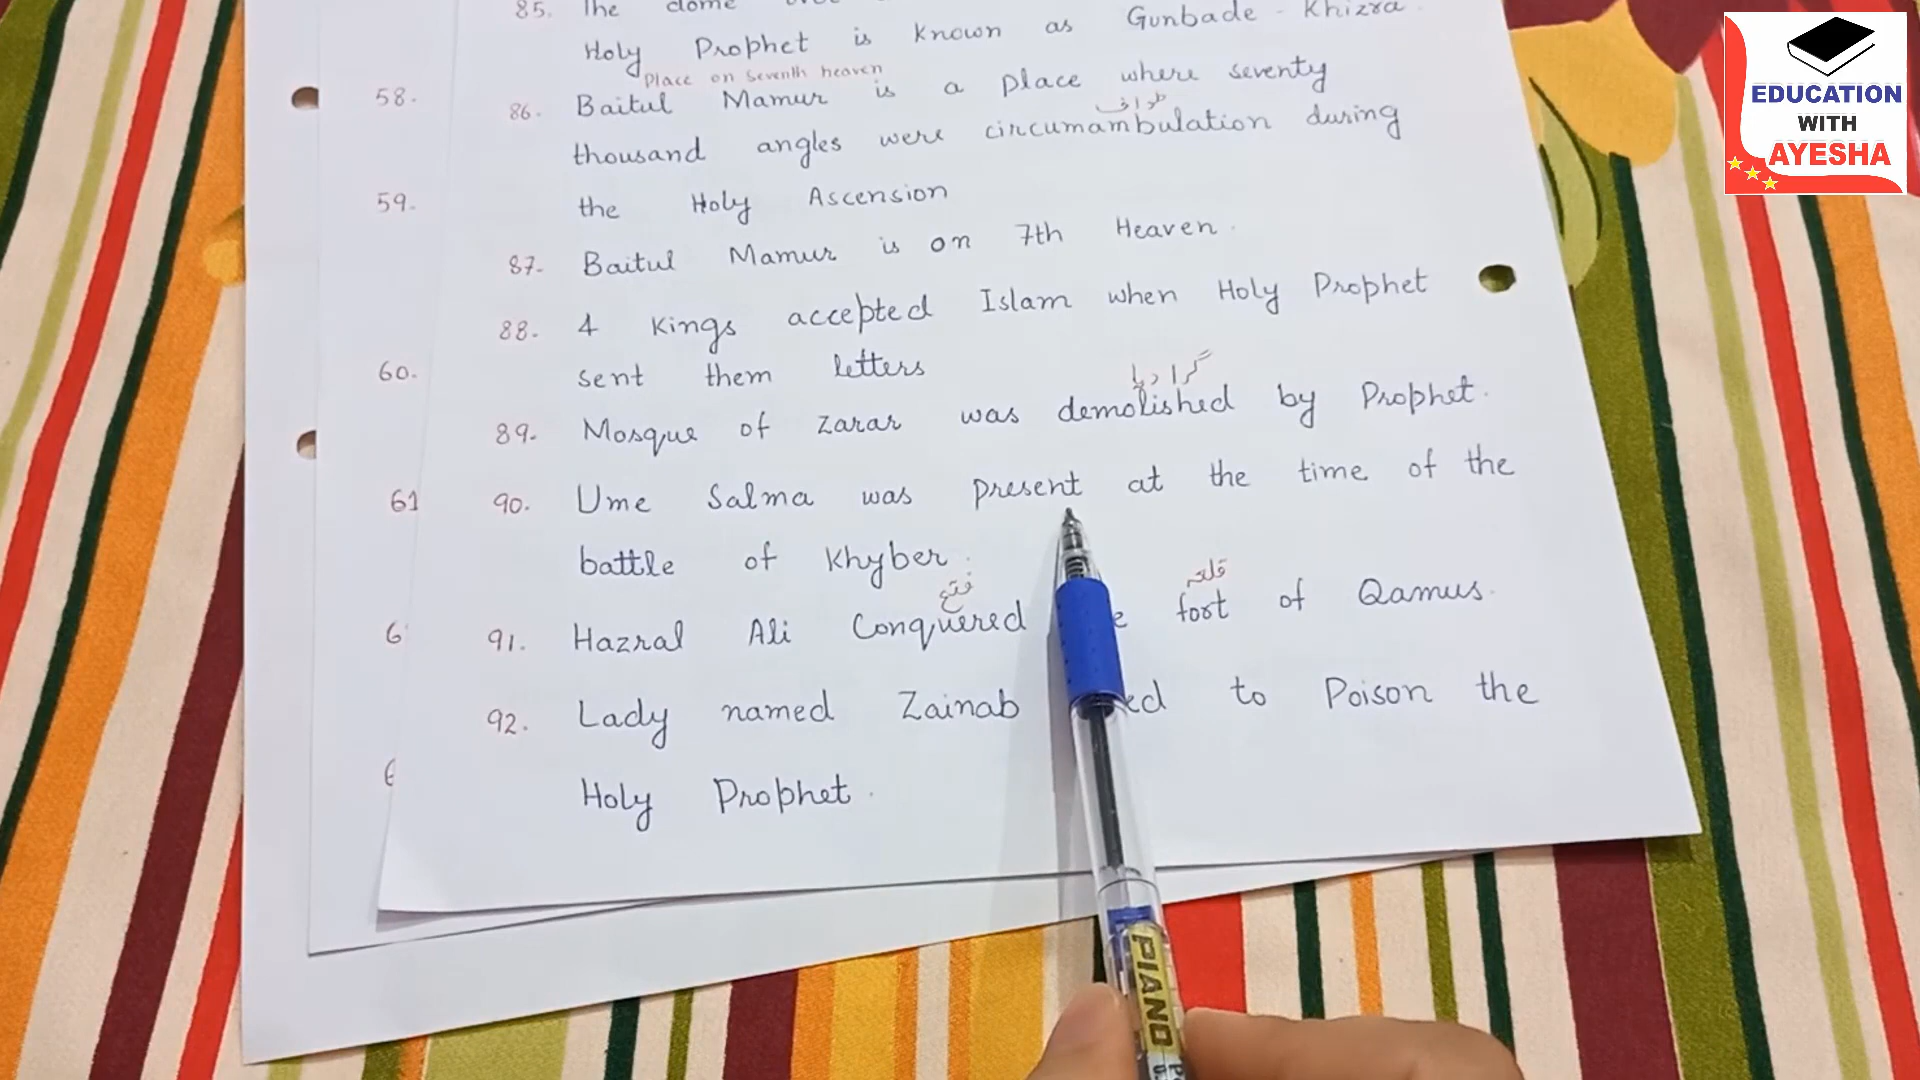 85. The dome
Holy Prophet is known as Gunbade - Khizra.
Place on seventh heaven
58.
86. Baitul Mamur is a place where seventy
طواف
thousand angles were circumambulation during
59.
the Holy Ascension
87. Baitul Mamur is on 7th Heaven.
88. 4 Kings accepted Islam when Holy Prophet
60.
sent them letters
گرا دیا
89. Mosque of Zarar was demolished by Prophet.
61
90. Ume Salma was present at the time of the
battle of Khyber.
فتح
قلعہ
6
91. Hazral Ali Conquered e fort of Qamus.
92. Lady named Zainab ed to Poison the
6
Holy Prophet.
EDUCATION
WITH
AYESHA
PIANO